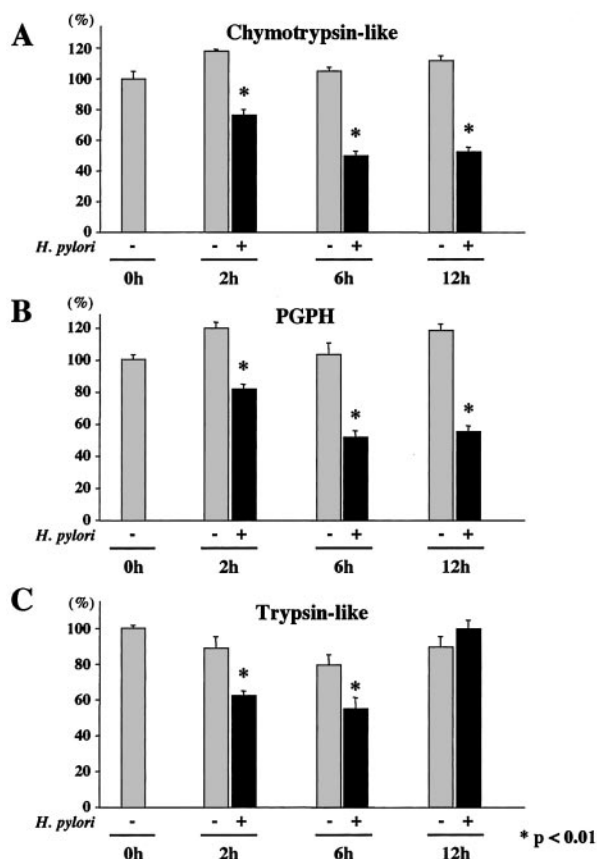 A
(%)
Chymotrypsin-like
120
100
80
60
40
20
0
* * *
H. pylori - - + - + - +
0h 2h 6h 12h
B
(%)
PGPH
120
100
80
60
40
20
0
* * *
H. pylori - - + - + - +
0h 2h 6h 12h
C
(%)
Trypsin-like
100
80
60
40
20
0
* *
H. pylori - - + - + - +
0h 2h 6h 12h
* p < 0.01